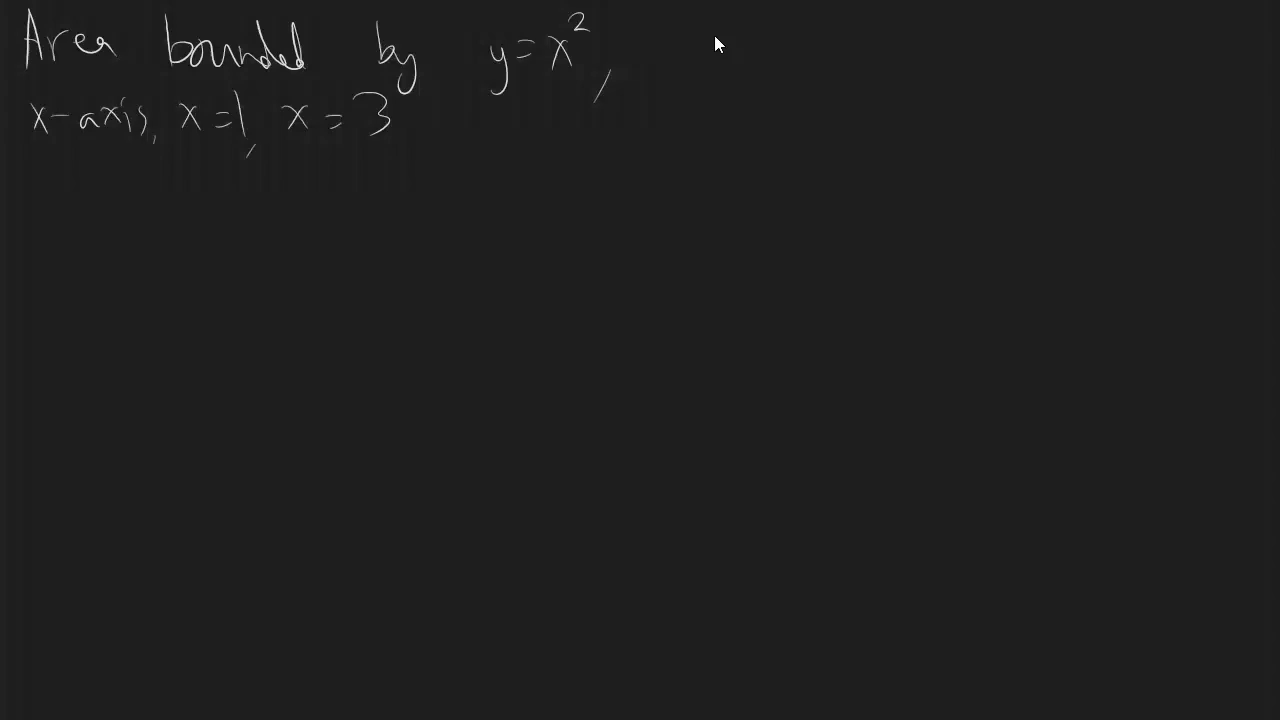 Area bounded by y = x²,
x-axis, x = 1, x = 3